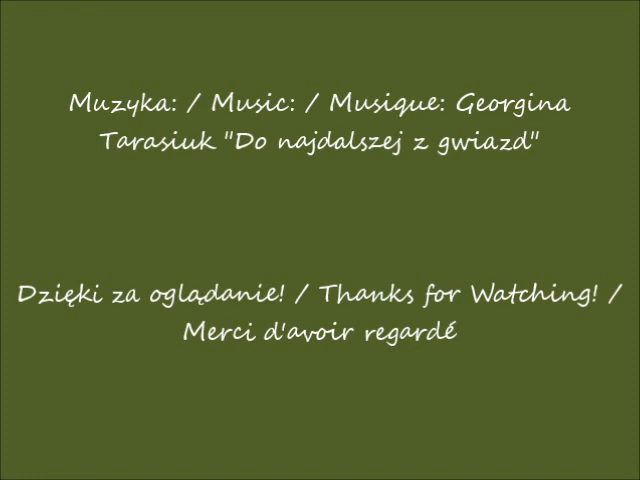 Muzyka: / Music: / Musique: Georgina
Tarasiuk "Do najdalszej z gwiazd"
Dzięki za oglądanie! / Thanks for Watching! /
Merci d'avoir regardé